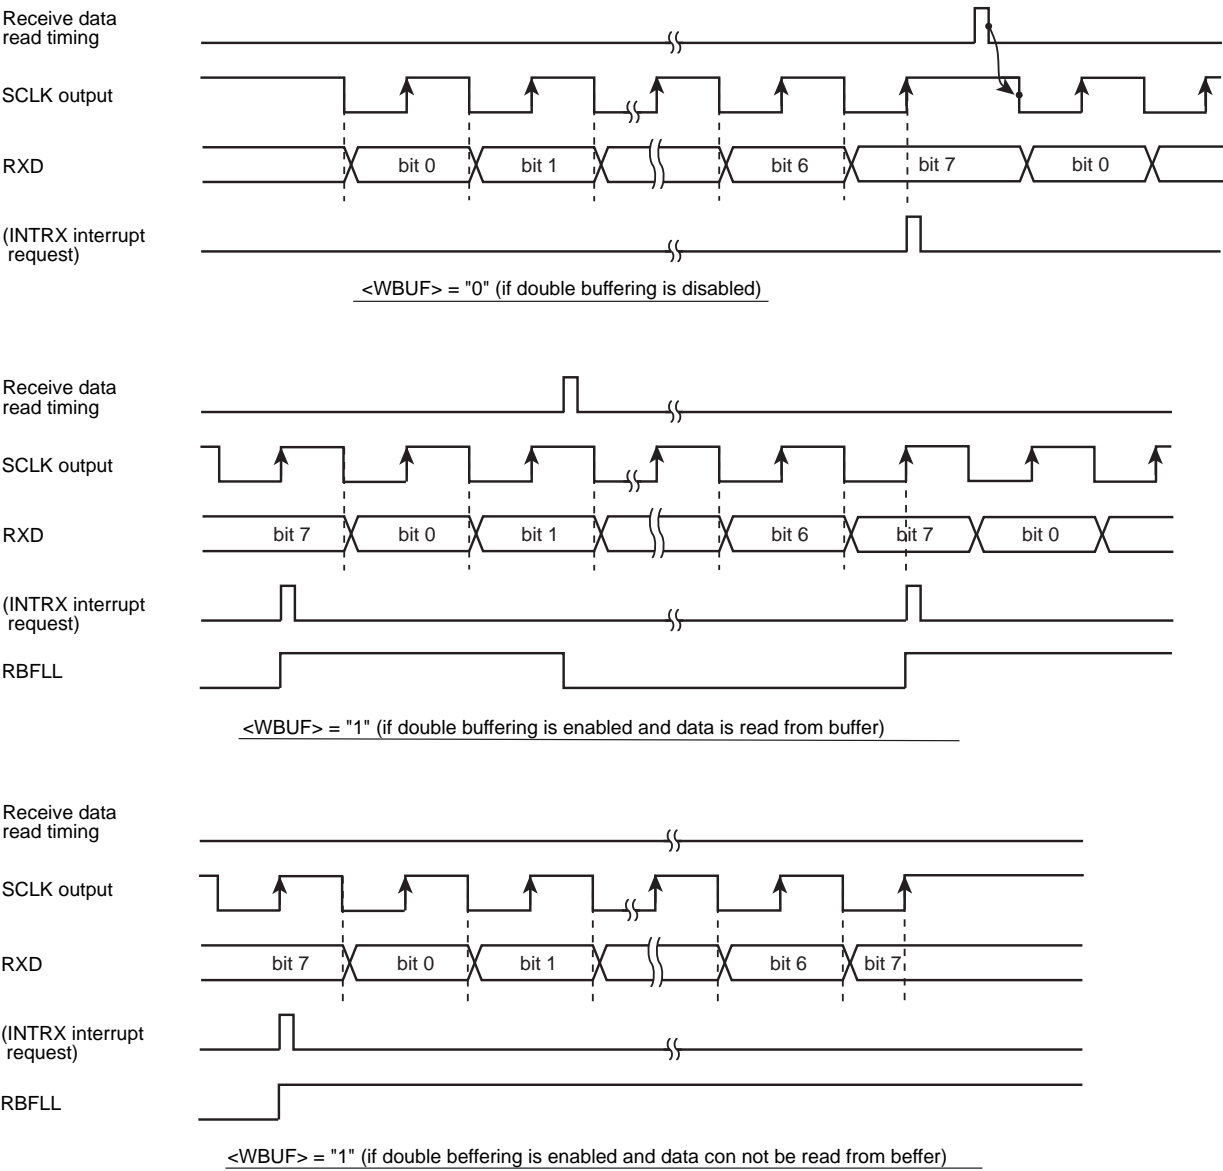 Receive data
read timing
SCLK output
RXD
bit 0
bit 1
bit 6
bit 7
bit 0
(INTRX interrupt
request)
<WBUF> = "0" (if double buffering is disabled)
Receive data
read timing
SCLK output
RXD
bit 7
bit 0
bit 1
bit 6
bit 7
bit 0
(INTRX interrupt
request)
RBFLL
<WBUF> = "1" (if double buffering is enabled and data is read from buffer)
Receive data
read timing
SCLK output
RXD
bit 7
bit 0
bit 1
bit 6
bit 7
(INTRX interrupt
request)
RBFLL
<WBUF> = "1" (if double beffering is enabled and data con not be read from beffer)